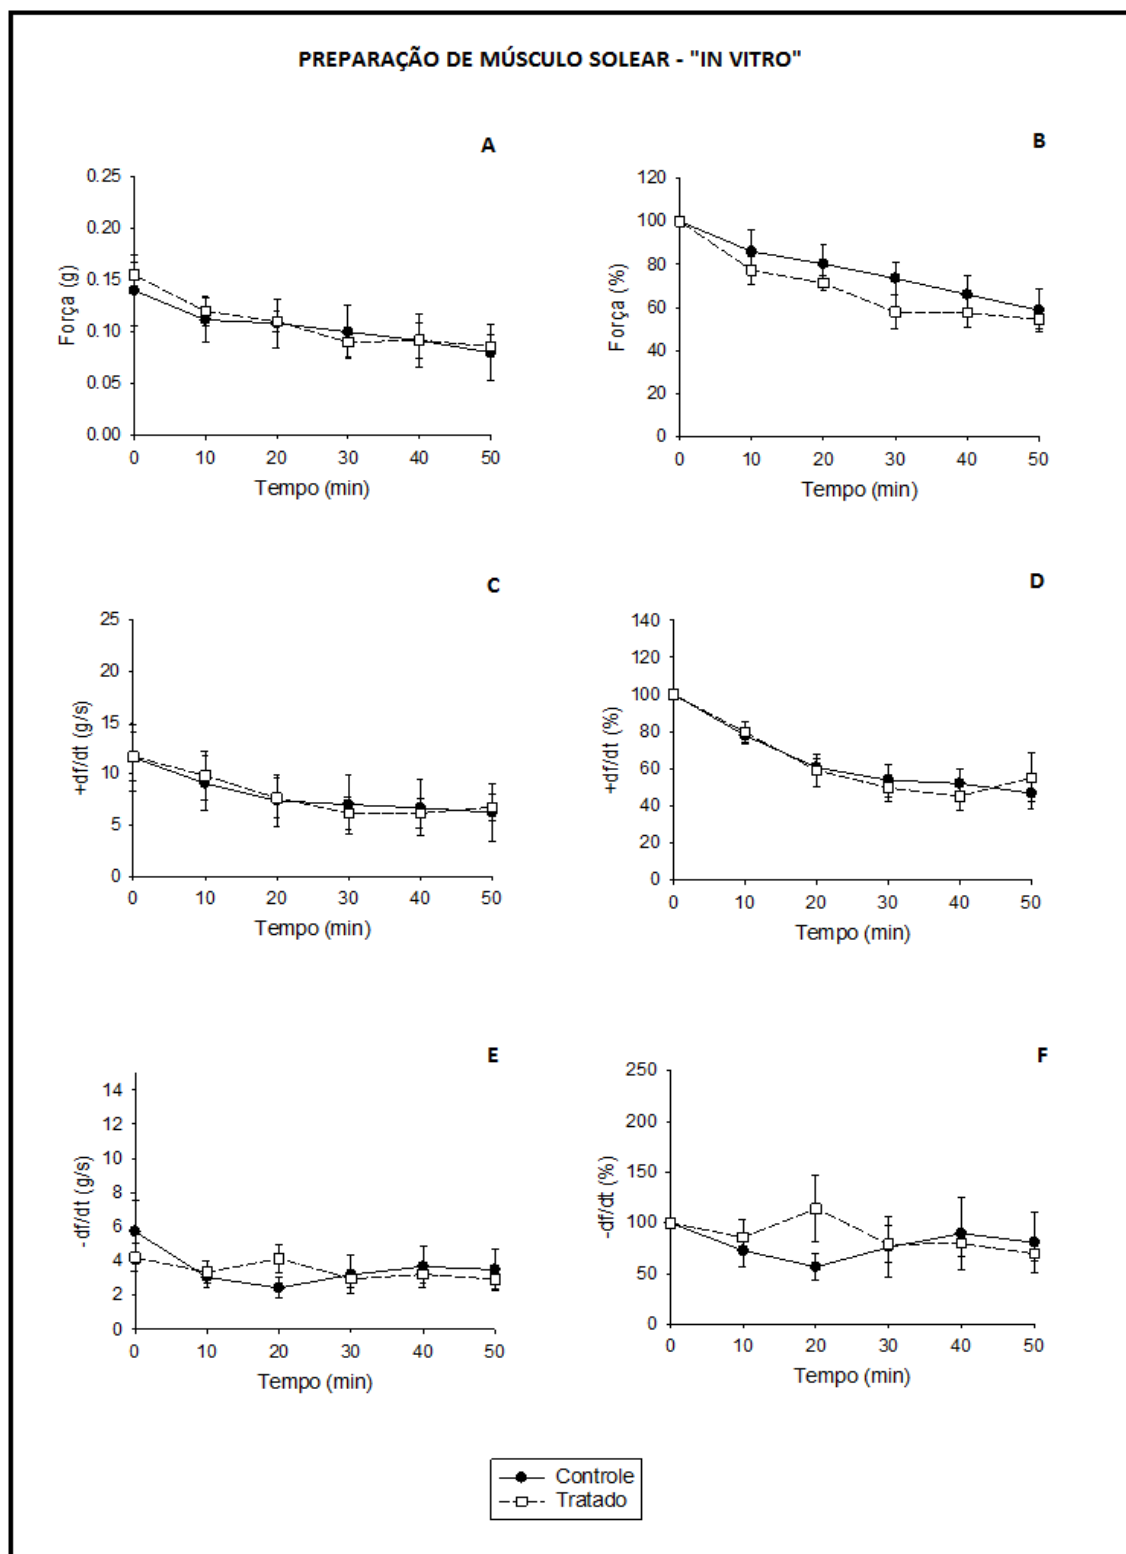 PREPARAÇÃO DE MÚSCULO SOLEAR - "IN VITRO"
A
0.25
0.20
0.15
0.10
0.05
0.00
Força (g)
0 10 20 30 40 50
Tempo (min)
B
120
100
80
60
40
20
0
Força (%)
0 10 20 30 40 50
Tempo (min)
C
25
20
15
10
5
0
+df/dt (g/s)
0 10 20 30 40 50
Tempo (min)
D
140
120
100
80
60
40
20
0
+df/dt (%)
0 10 20 30 40 50
Tempo (min)
E
14
12
10
8
6
4
2
0
-df/dt (g/s)
0 10 20 30 40 50
Tempo (min)
F
250
200
150
100
50
0
-df/dt (%)
0 10 20 30 40 50
Tempo (min)
Controle
Tratado